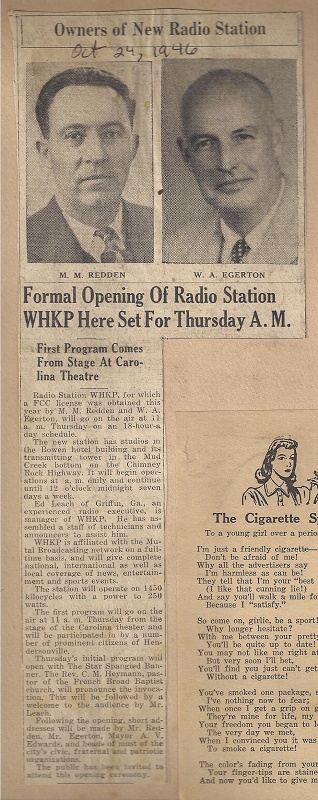 Owners of New Radio Station
Oct 24, 1946
M. M. REDDEN
W. A. EGERTON
Formal Opening Of Radio Station
WHKP Here Set For Thursday A. M.
First Program Comes
From Stage At Caro-
lina Theatre
Radio Station WHKP, for which
a FCC license was obtained this
year by M. M. Redden and W. A.
Egerton, will go on the air at 11
a. m. Thursday on an 18-hour-a
day schedule.
The new station has studios in
the Bowen hotel building and its
transmitting tower in the Mud
Creek bottom on the Chimney
Rock Highway. It will begin oper-
ations at a.m. daily and continue
until 12 o'clock midnight seven
days a week.
Ed Leach of Griffin, Ga., an
experienced radio executive, is
manager of WHKP. He has as-
sembled a staff of technicians and
announcers to assist him.
WHKP is affiliated with the Mu-
tual Broadcasting network on a full-
time basis, and will give complete
national, international as well as
local coverage of news, entertain-
ment and sports events.
The station will operate on 1450
kilocycles with a power to 250
watts.
The first program will go on the
air at 11 a. m. Thursday from the
stage of the Carolina theater and
will be participated in by a num-
ber of prominent citizens of Hen-
dersonville.
Thursday's initial program will
open with The Star Spangled Ban-
ner. The Rev. C. M. Heymann, pas-
tor of the French Broad Baptist
church, will pronounce the invoca-
tion. This will be followed by a
welcome to the audience by Mr.
Leach.
Following the opening, short ad-
dresses will be made by Mr. Red-
den, Mr. Egerton, Mayor A. V.
Edwards, and heads of most of the
city's civic, fraternal and patriotic
organizations.
The public has been invited to
attend this opening ceremony.
The Cigarette S
To a young girl over a perio
I'm just a friendly cigarette—
Don't be afraid of me!
Why all the advertisers say
I'm harmless as can be!
They tell that I'm your "best
(I like that cunning lie!)
And say you'll walk a mile fo
Because I "satisfy."
So come on, girlie, be a sport!
Why longer hesitate?
With me between your pretty
You'll be quite up to date!
You may not like me right at
But very soon I'll bet,
You'll find you just can't get
Without a cigarette!
You've smoked one package, s
I've nothing now to fear;
When once I get a grip on g
They're mine for life, my
Your freedom you began to l
The very day we met,
When I convinced you it was
To smoke a cigarette!
The color's fading from your
Your finger-tips are staine
And now you'd like to give m